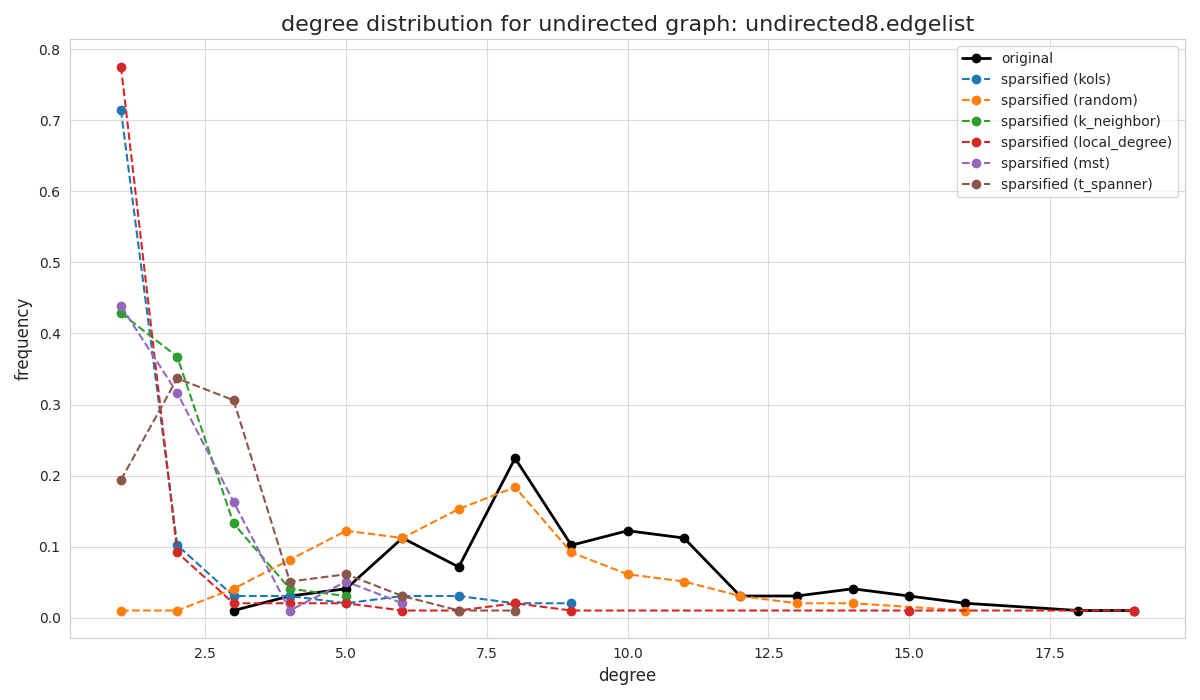 degree distribution for undirected graph: undirected8.edgelist
original
sparsified (kols)
sparsified (random)
sparsified (k_neighbor)
sparsified (local_degree)
sparsified (mst)
sparsified (t_spanner)
frequency
0.8
0.7
0.6
0.5
0.4
0.3
0.2
0.1
0.0
2.5 5.0 7.5 10.0 12.5 15.0 17.5
degree